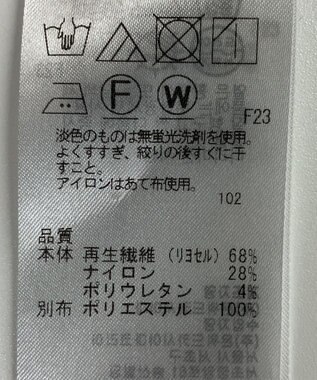 F W
F23
淡色のものは無蛍光洗剤を使用。
よくすすぎ、絞りの後すぐに干
すこと。
アイロンはあて布使用。
102
品質
本体 再生繊維 (リヨセル) 68%
ナイロン 28%
ポリウレタン 4%
別布 ポリエステル 100%